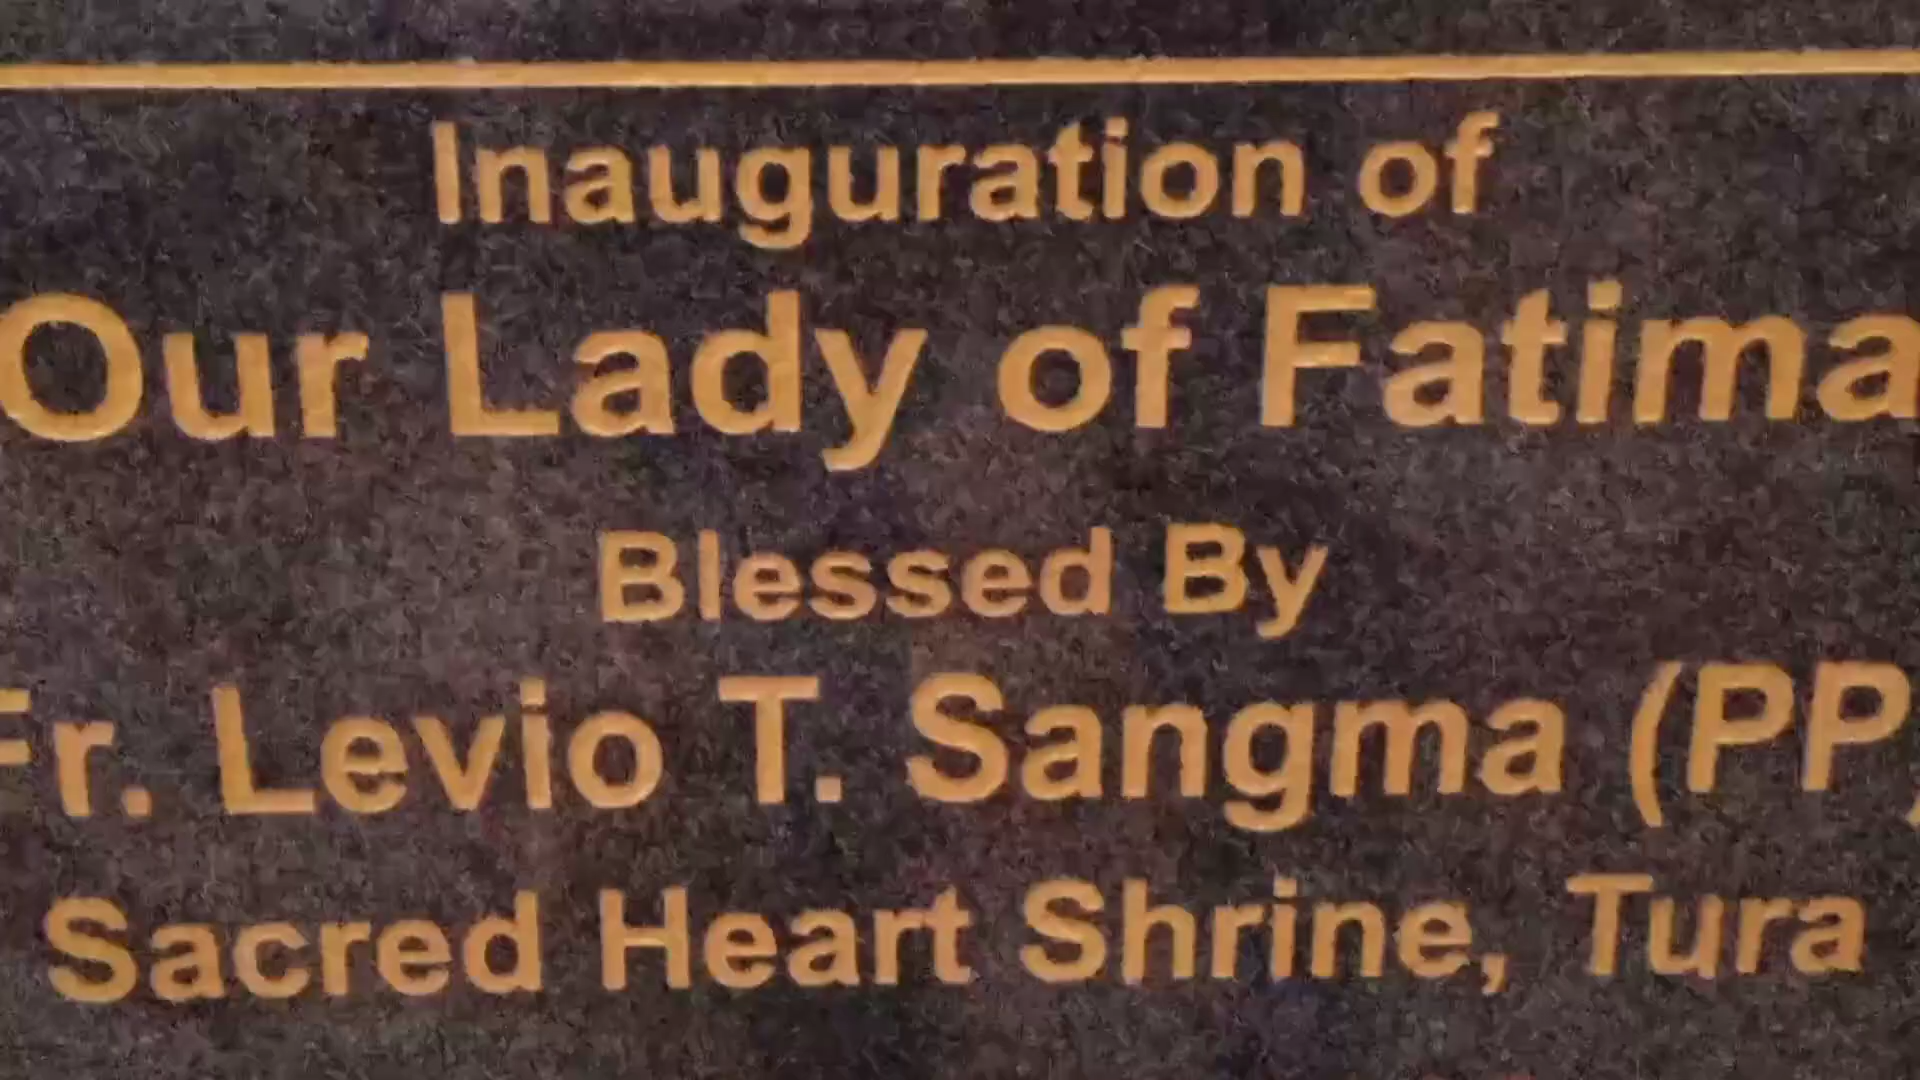 Inauguration of
Our Lady of Fatima
Blessed By
Fr. Levio T. Sangma (PP)
Sacred Heart Shrine, Tura